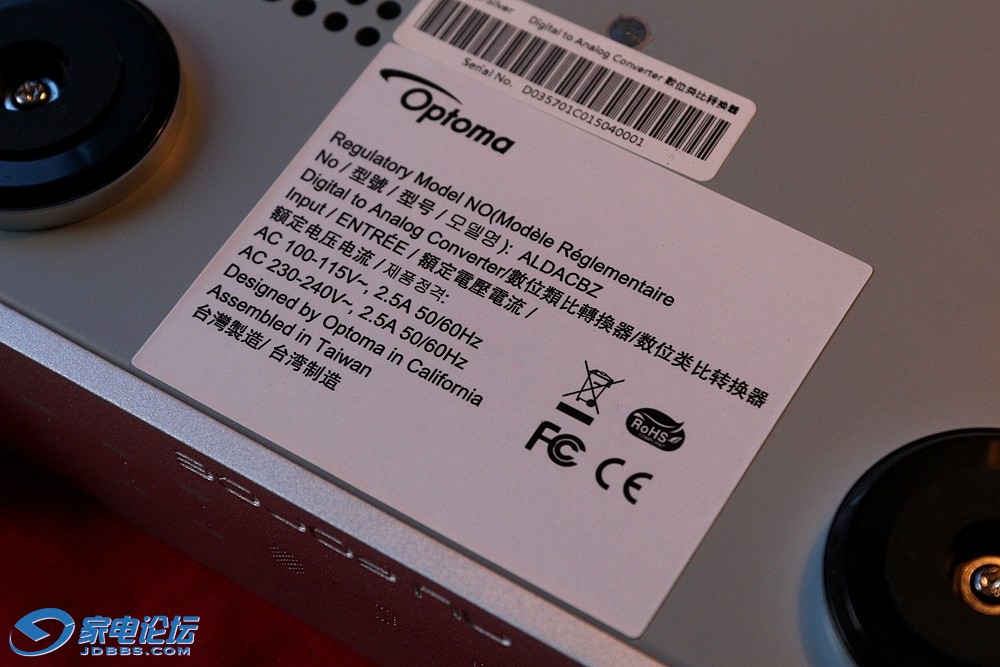 Silver Digital to Analog Converter 數位类比转换器
Serial No. D035701C015040001
Optoma
Regulatory Model NO(Modèle Réglementaire
No / 型號 / 型号 / 모델명): ALDACBZ
Digital to Analog Converter/數位類比轉換器/数位类比转换器
Input / ENTRÉE / 額定電壓電流 /
额定电压电流 / 제품정격:
AC 100-115V~, 2.5A 50/60Hz
AC 230-240V~, 2.5A 50/60Hz
Designed by Optoma in California
Assembled in Taiwan
台灣製造/ 台湾制造
RoHS
FC CE
家电论坛
JDBBS.COM